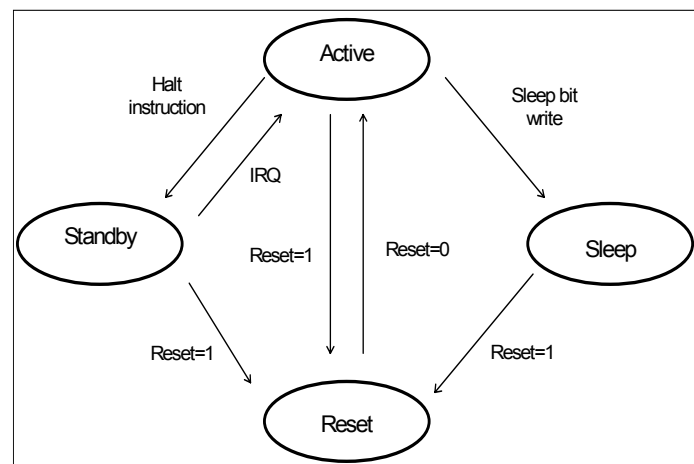 Active
Halt
instruction
Sleep bit
write
IRQ
Standby
Reset=1
Reset=0
Sleep
Reset=1
Reset=1
Reset